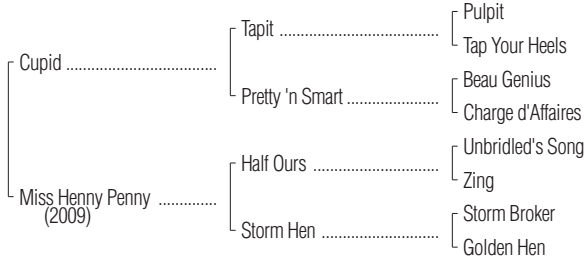 Pulpit
Tapit
Tap Your Heels
Cupid
Beau Genius
Pretty 'n Smart
Charge d'Affaires
Unbridled's Song
Half Ours
Zing
Miss Henny Penny
(2009)
Storm Broker
Storm Hen
Golden Hen